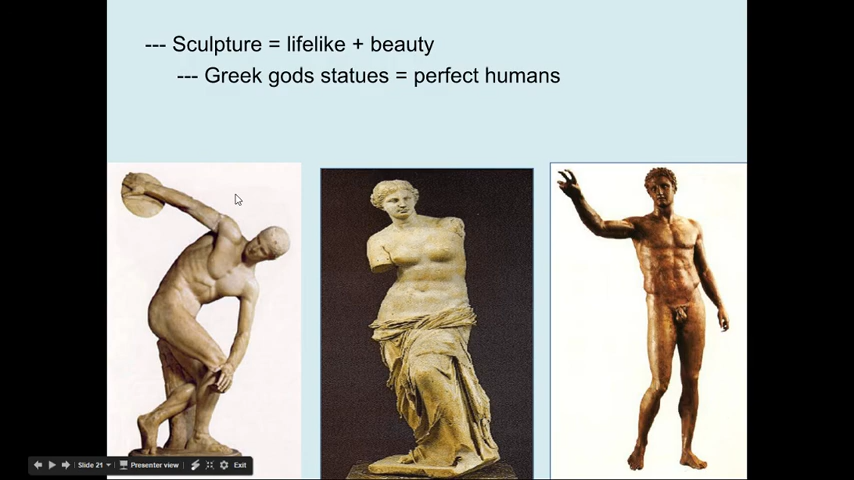 --- Sculpture = lifelike + beauty
--- Greek gods statues = perfect humans
Slide 21
Presenter view
Exit